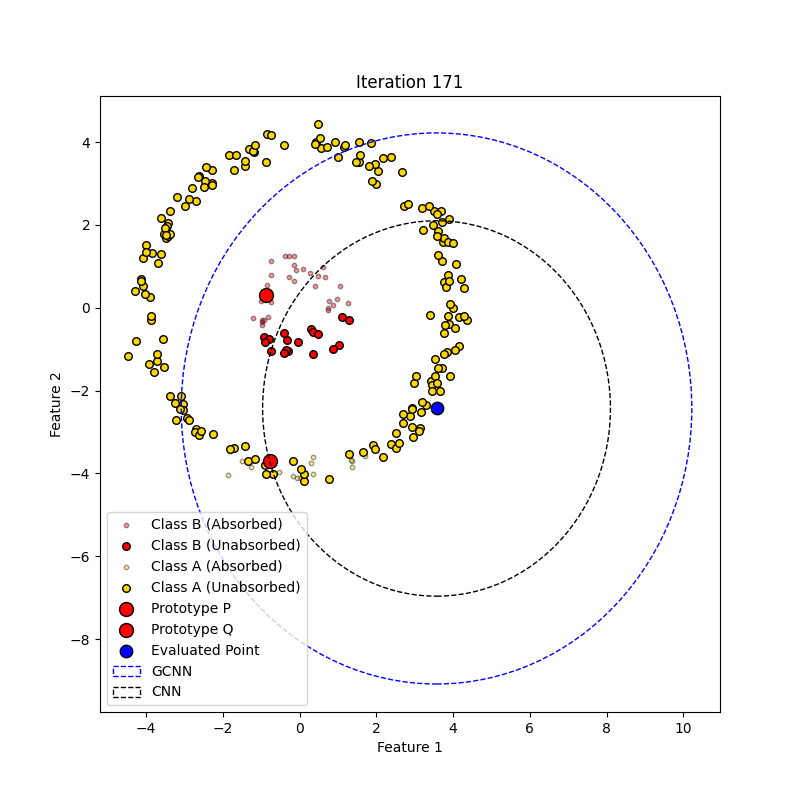 Iteration 171
4
2
0
−2
−4
−6
−8
Feature 2
Class B (Absorbed)
Class B (Unabsorbed)
Class A (Absorbed)
Class A (Unabsorbed)
Prototype P
Prototype Q
Evaluated Point
GCNN
CNN
−4 −2 0 2 4 6 8 10
Feature 1